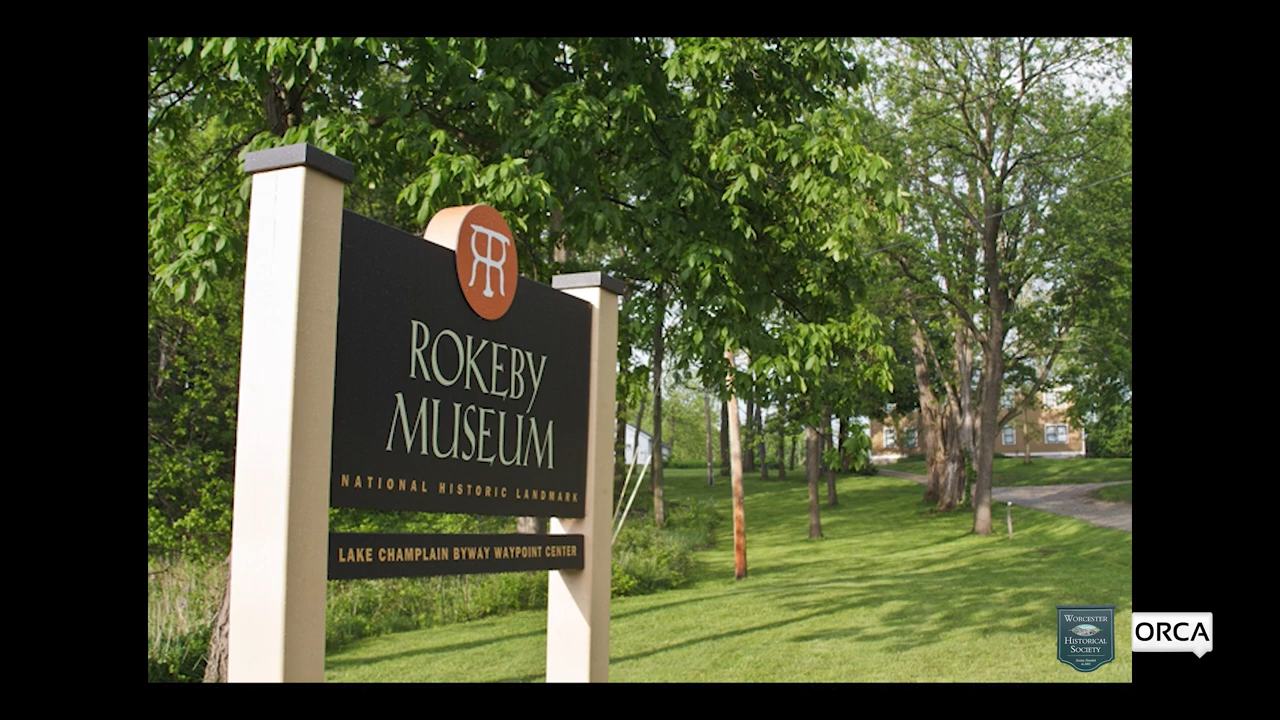 RR
ROKEBY
MUSEUM
NATIONAL HISTORIC LANDMARK
LAKE CHAMPLAIN BYWAY WAYPOINT CENTER
WORCESTER
HISTORICAL
SOCIETY
ORCA